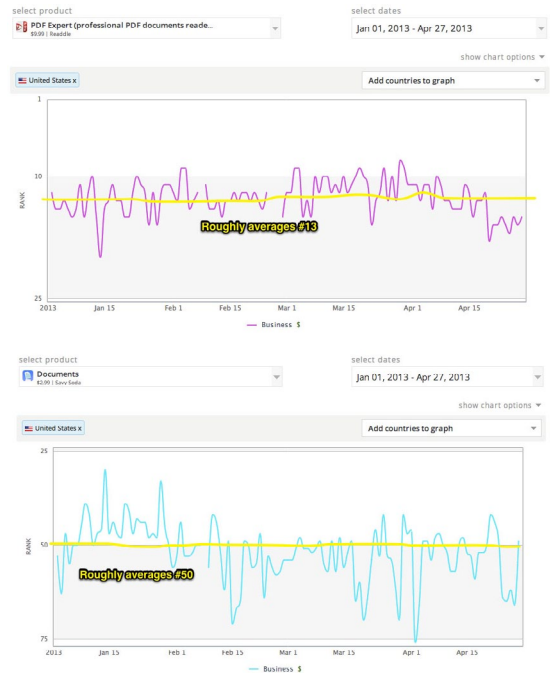 select product
select dates
PDF Expert (professional PDF documents reade...
$9.99 | Readdle
Jan 01, 2013 - Apr 27, 2013
show chart options
United States x
Add countries to graph
1
10
RANK
Roughly averages #13
25
2013 Jan 15 Feb 1 Feb 15 Mar 1 Mar 15 Apr 1 Apr 15
Business $
select product
select dates
Documents
$2.99 | Savy Soda
Jan 01, 2013 - Apr 27, 2013
show chart options
United States x
Add countries to graph
25
50
RANK
Roughly averages #50
75
2013 Jan 15 Feb 1 Feb 15 Mar 1 Mar 15 Apr 1 Apr 15
Business $